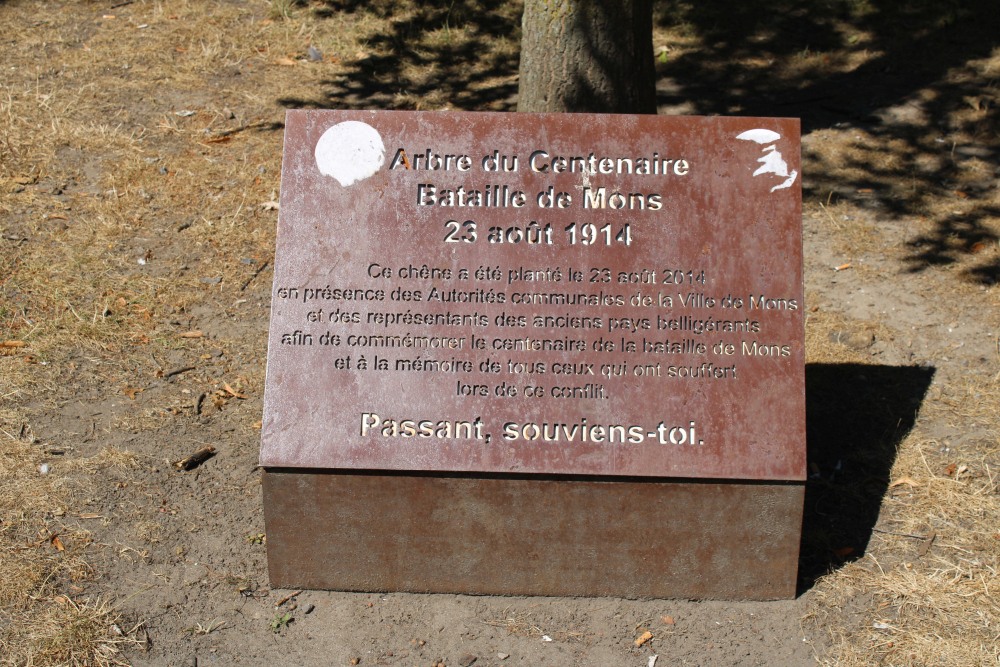 Arbre du Centenaire
Bataille de Mons
23 août 1914
Ce chêne a été planté le 23 août 2014
en présence des Autorités communales de la Ville de Mons
et des représentants des anciens pays belligérants
afin de commémorer le centenaire de la bataille de Mons
et à la mémoire de tous ceux qui ont souffert
lors de ce conflit.
Passant, souviens-toi.